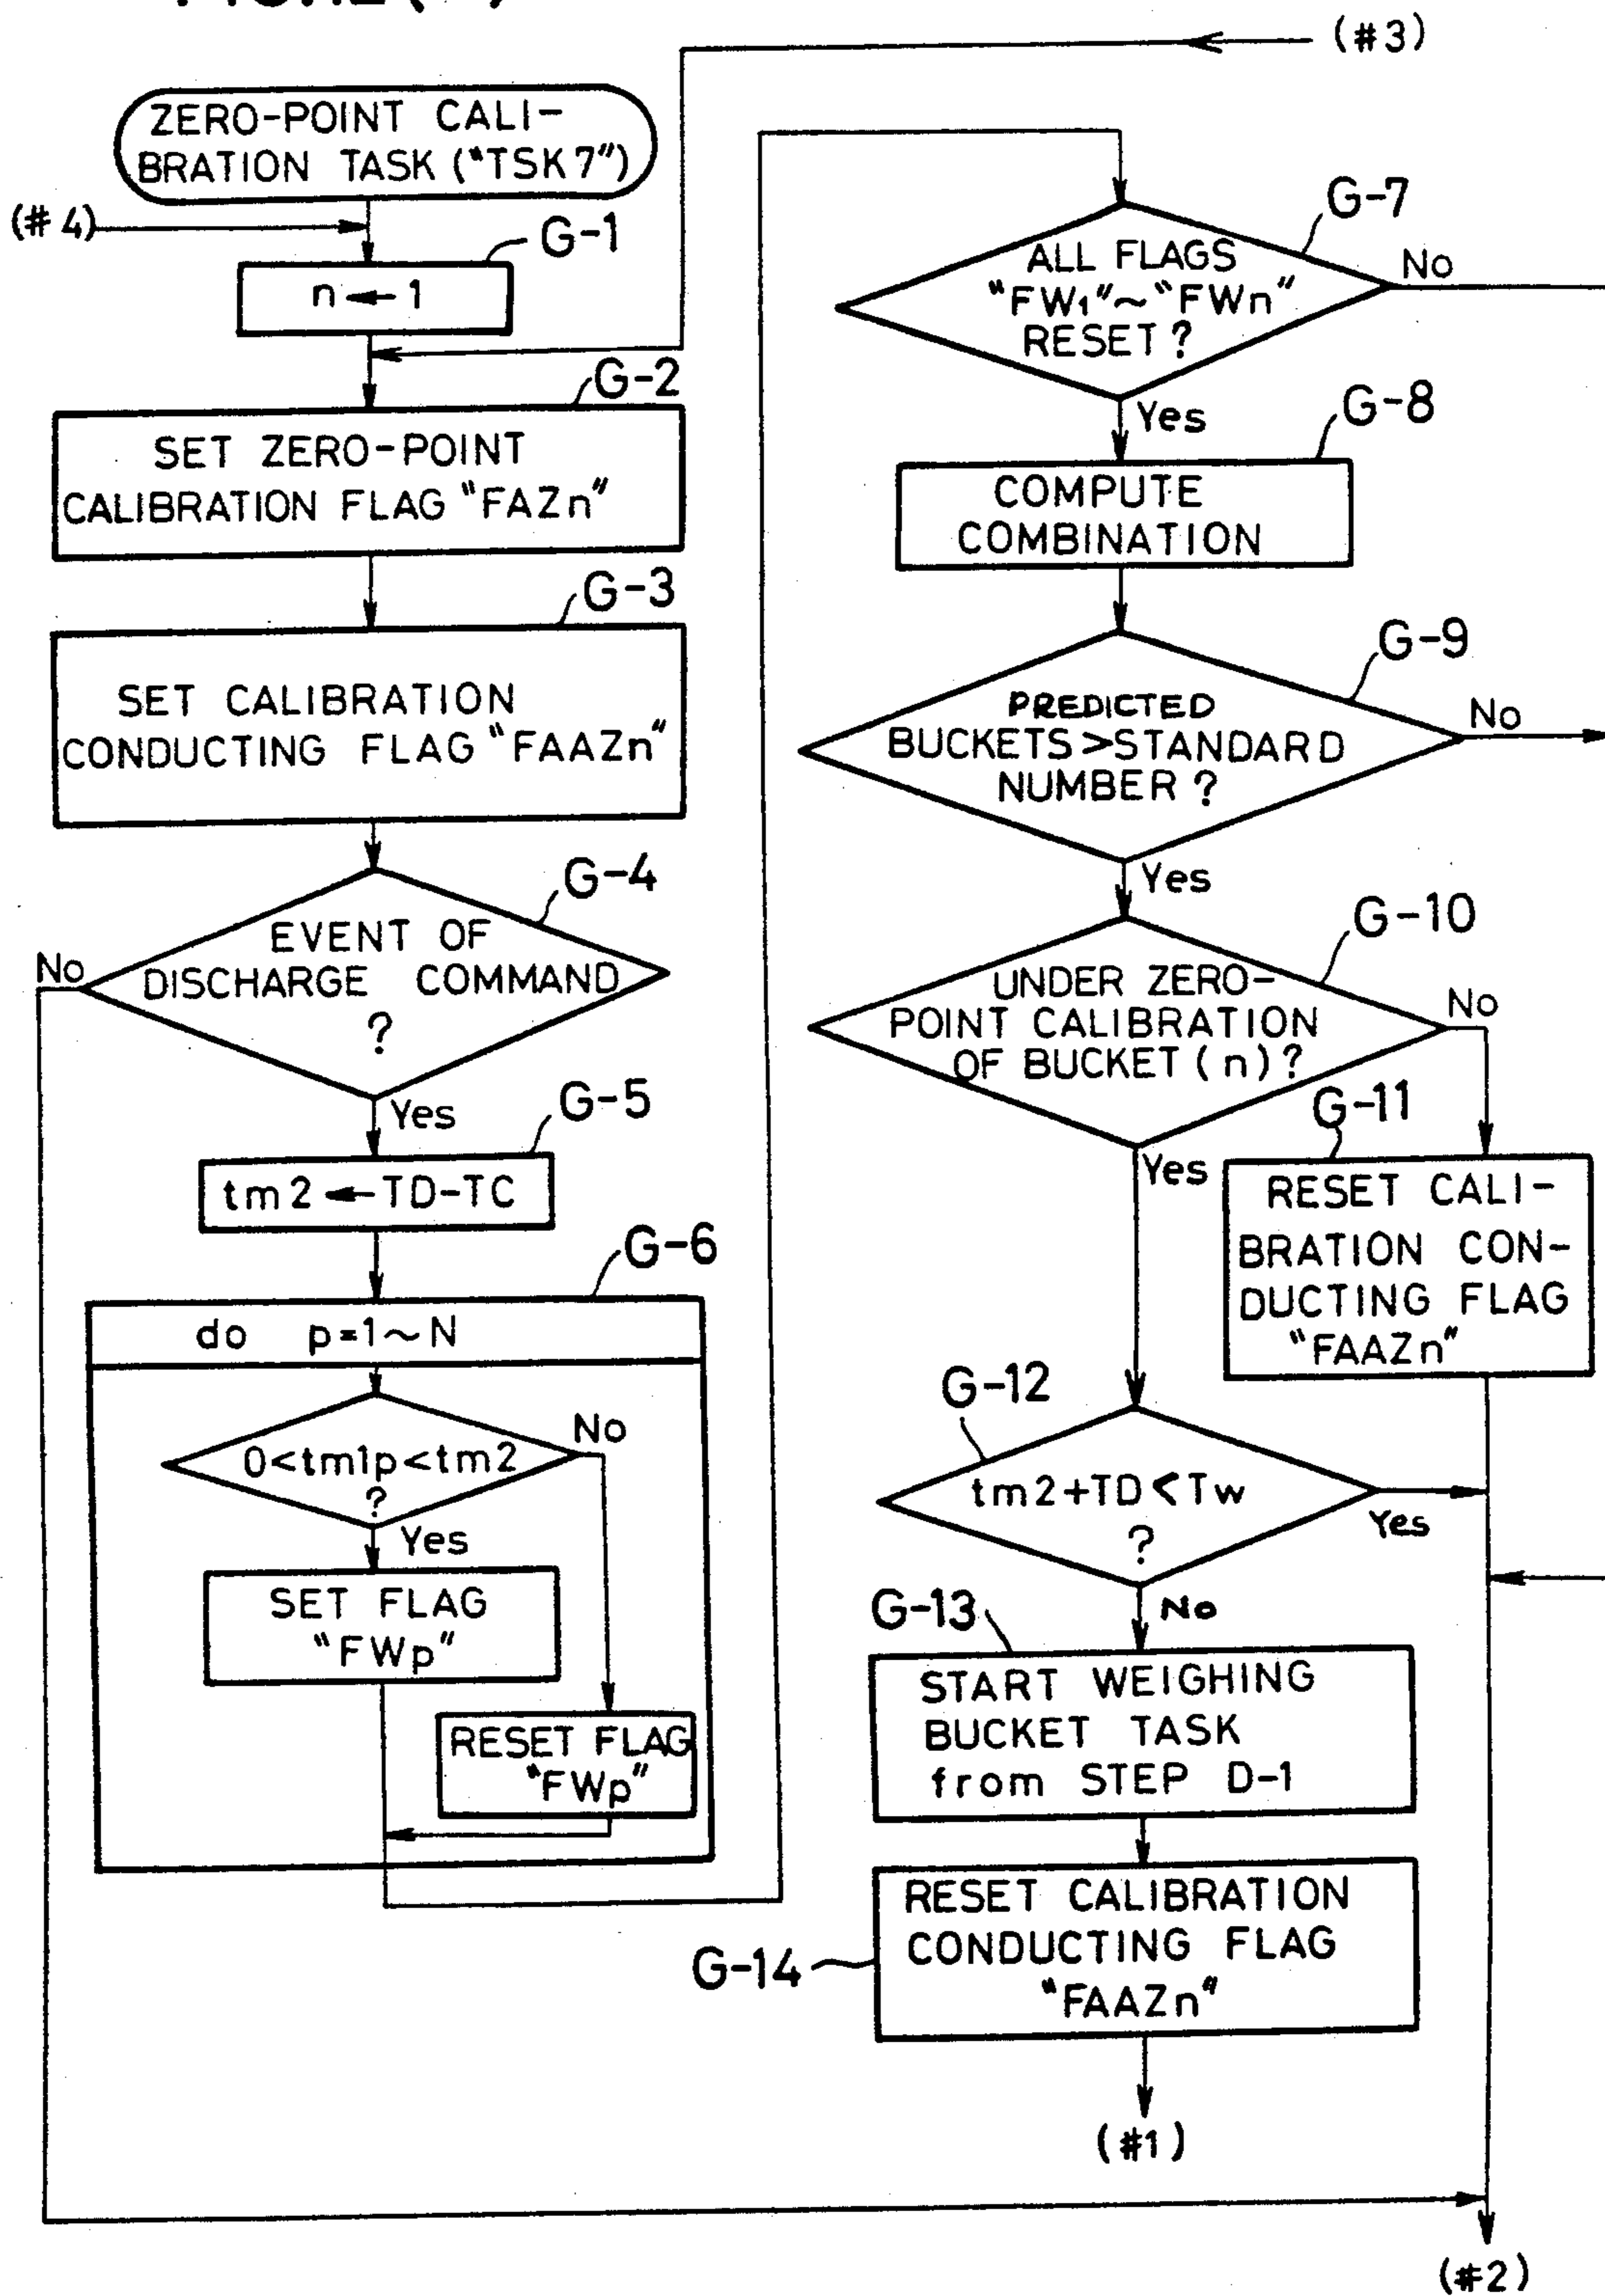 (#3)
ZERO-POINT CALI-
BRATION TASK ("TSK7")
(#4)
G-1
n ← 1
G-2
SET ZERO-POINT
CALIBRATION FLAG "FAZn"
G-3
SET CALIBRATION
CONDUCTING FLAG "FAAZn"
G-4
EVENT OF
DISCHARGE COMMAND
?
No
Yes
G-5
tm2 ← TD-TC
G-6
do p=1~N
0<tm1p<tm2
?
No
Yes
SET FLAG
"FWp"
RESET FLAG
"FWp"
G-7
ALL FLAGS
"FW1"~"FWn"
RESET?
No
Yes
G-8
COMPUTE
COMBINATION
G-9
PREDICTED
BUCKETS>STANDARD
NUMBER?
No
Yes
G-10
UNDER ZERO-
POINT CALIBRATION
OF BUCKET (n)?
No
Yes
G-11
RESET CALI-
BRATION CON-
DUCTING FLAG
"FAAZn"
G-12
tm2+TD<Tw
?
Yes
No
G-13
START WEIGHING
BUCKET TASK
from STEP D-1
G-14
RESET CALIBRATION
CONDUCTING FLAG
"FAAZn"
(#1)
(#2)